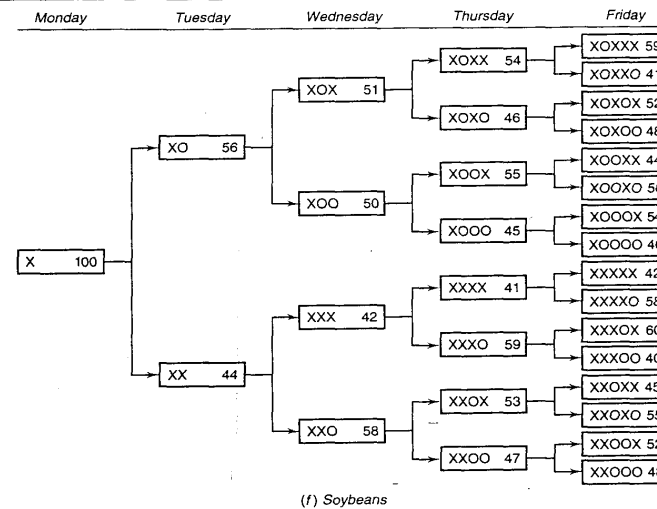 Monday Tuesday Wednesday Thursday Friday
XOXXX 59
XOXX 54
XOXXO 41
XOX 51
XOXOX 52
XOXO 46
XOXOO 48
XO 56
XOOXX 44
XOOX 55
XOOXO
XOO 50
XOOOX 54
XOOO 45
XOOOO
X 100
XXXXX 42
XXXX 41
XXXXO 58
XXX 42
XXXOX 60
XXXO 59
XXXOO 40
XX 44
XXOXX 45
XXOX 53
XXOXO 55
XXO 58
XXOOX 52
XXOO 47
XXOOO
(f) Soybeans